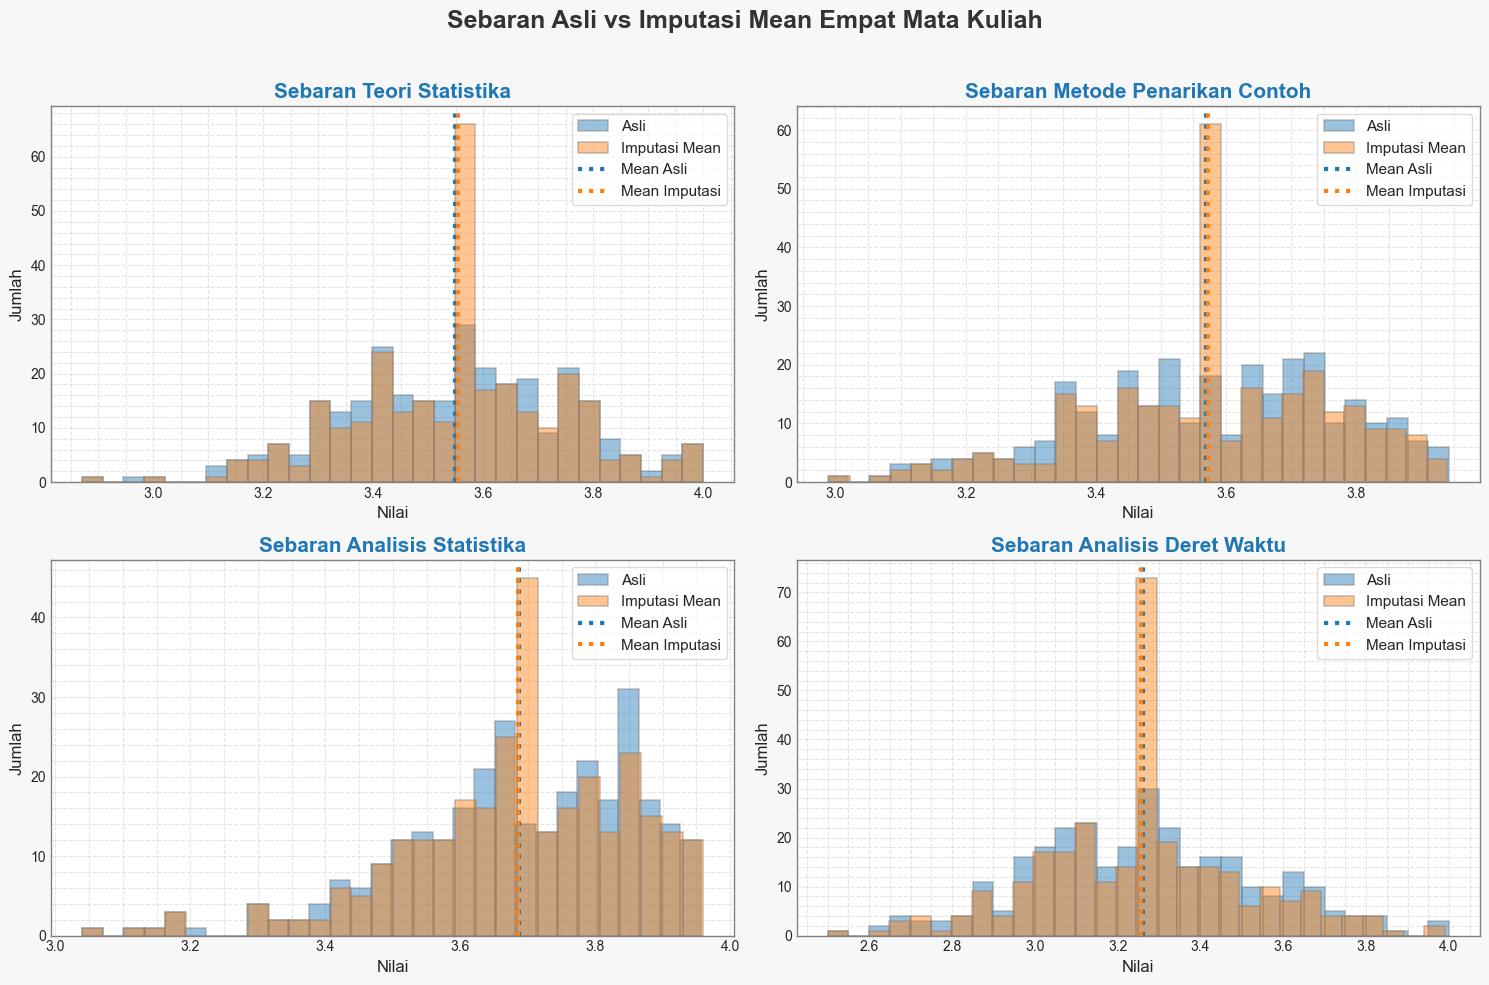 Sebaran Asli vs Imputasi Mean Empat Mata Kuliah
Sebaran Teori Statistika
Asli
Imputasi Mean
Mean Asli
Mean Imputasi
Jumlah
60
50
40
30
20
10
0
3.0 3.2 3.4 3.6 3.8 4.0
Nilai
Sebaran Metode Penarikan Contoh
Asli
Imputasi Mean
Mean Asli
Mean Imputasi
Jumlah
60
50
40
30
20
10
0
3.0 3.2 3.4 3.6 3.8
Nilai
Sebaran Analisis Statistika
Asli
Imputasi Mean
Mean Asli
Mean Imputasi
Jumlah
40
30
20
10
0
3.0 3.2 3.4 3.6 3.8 4.0
Nilai
Sebaran Analisis Deret Waktu
Asli
Imputasi Mean
Mean Asli
Mean Imputasi
Jumlah
70
60
50
40
30
20
10
0
2.6 2.8 3.0 3.2 3.4 3.6 3.8 4.0
Nilai